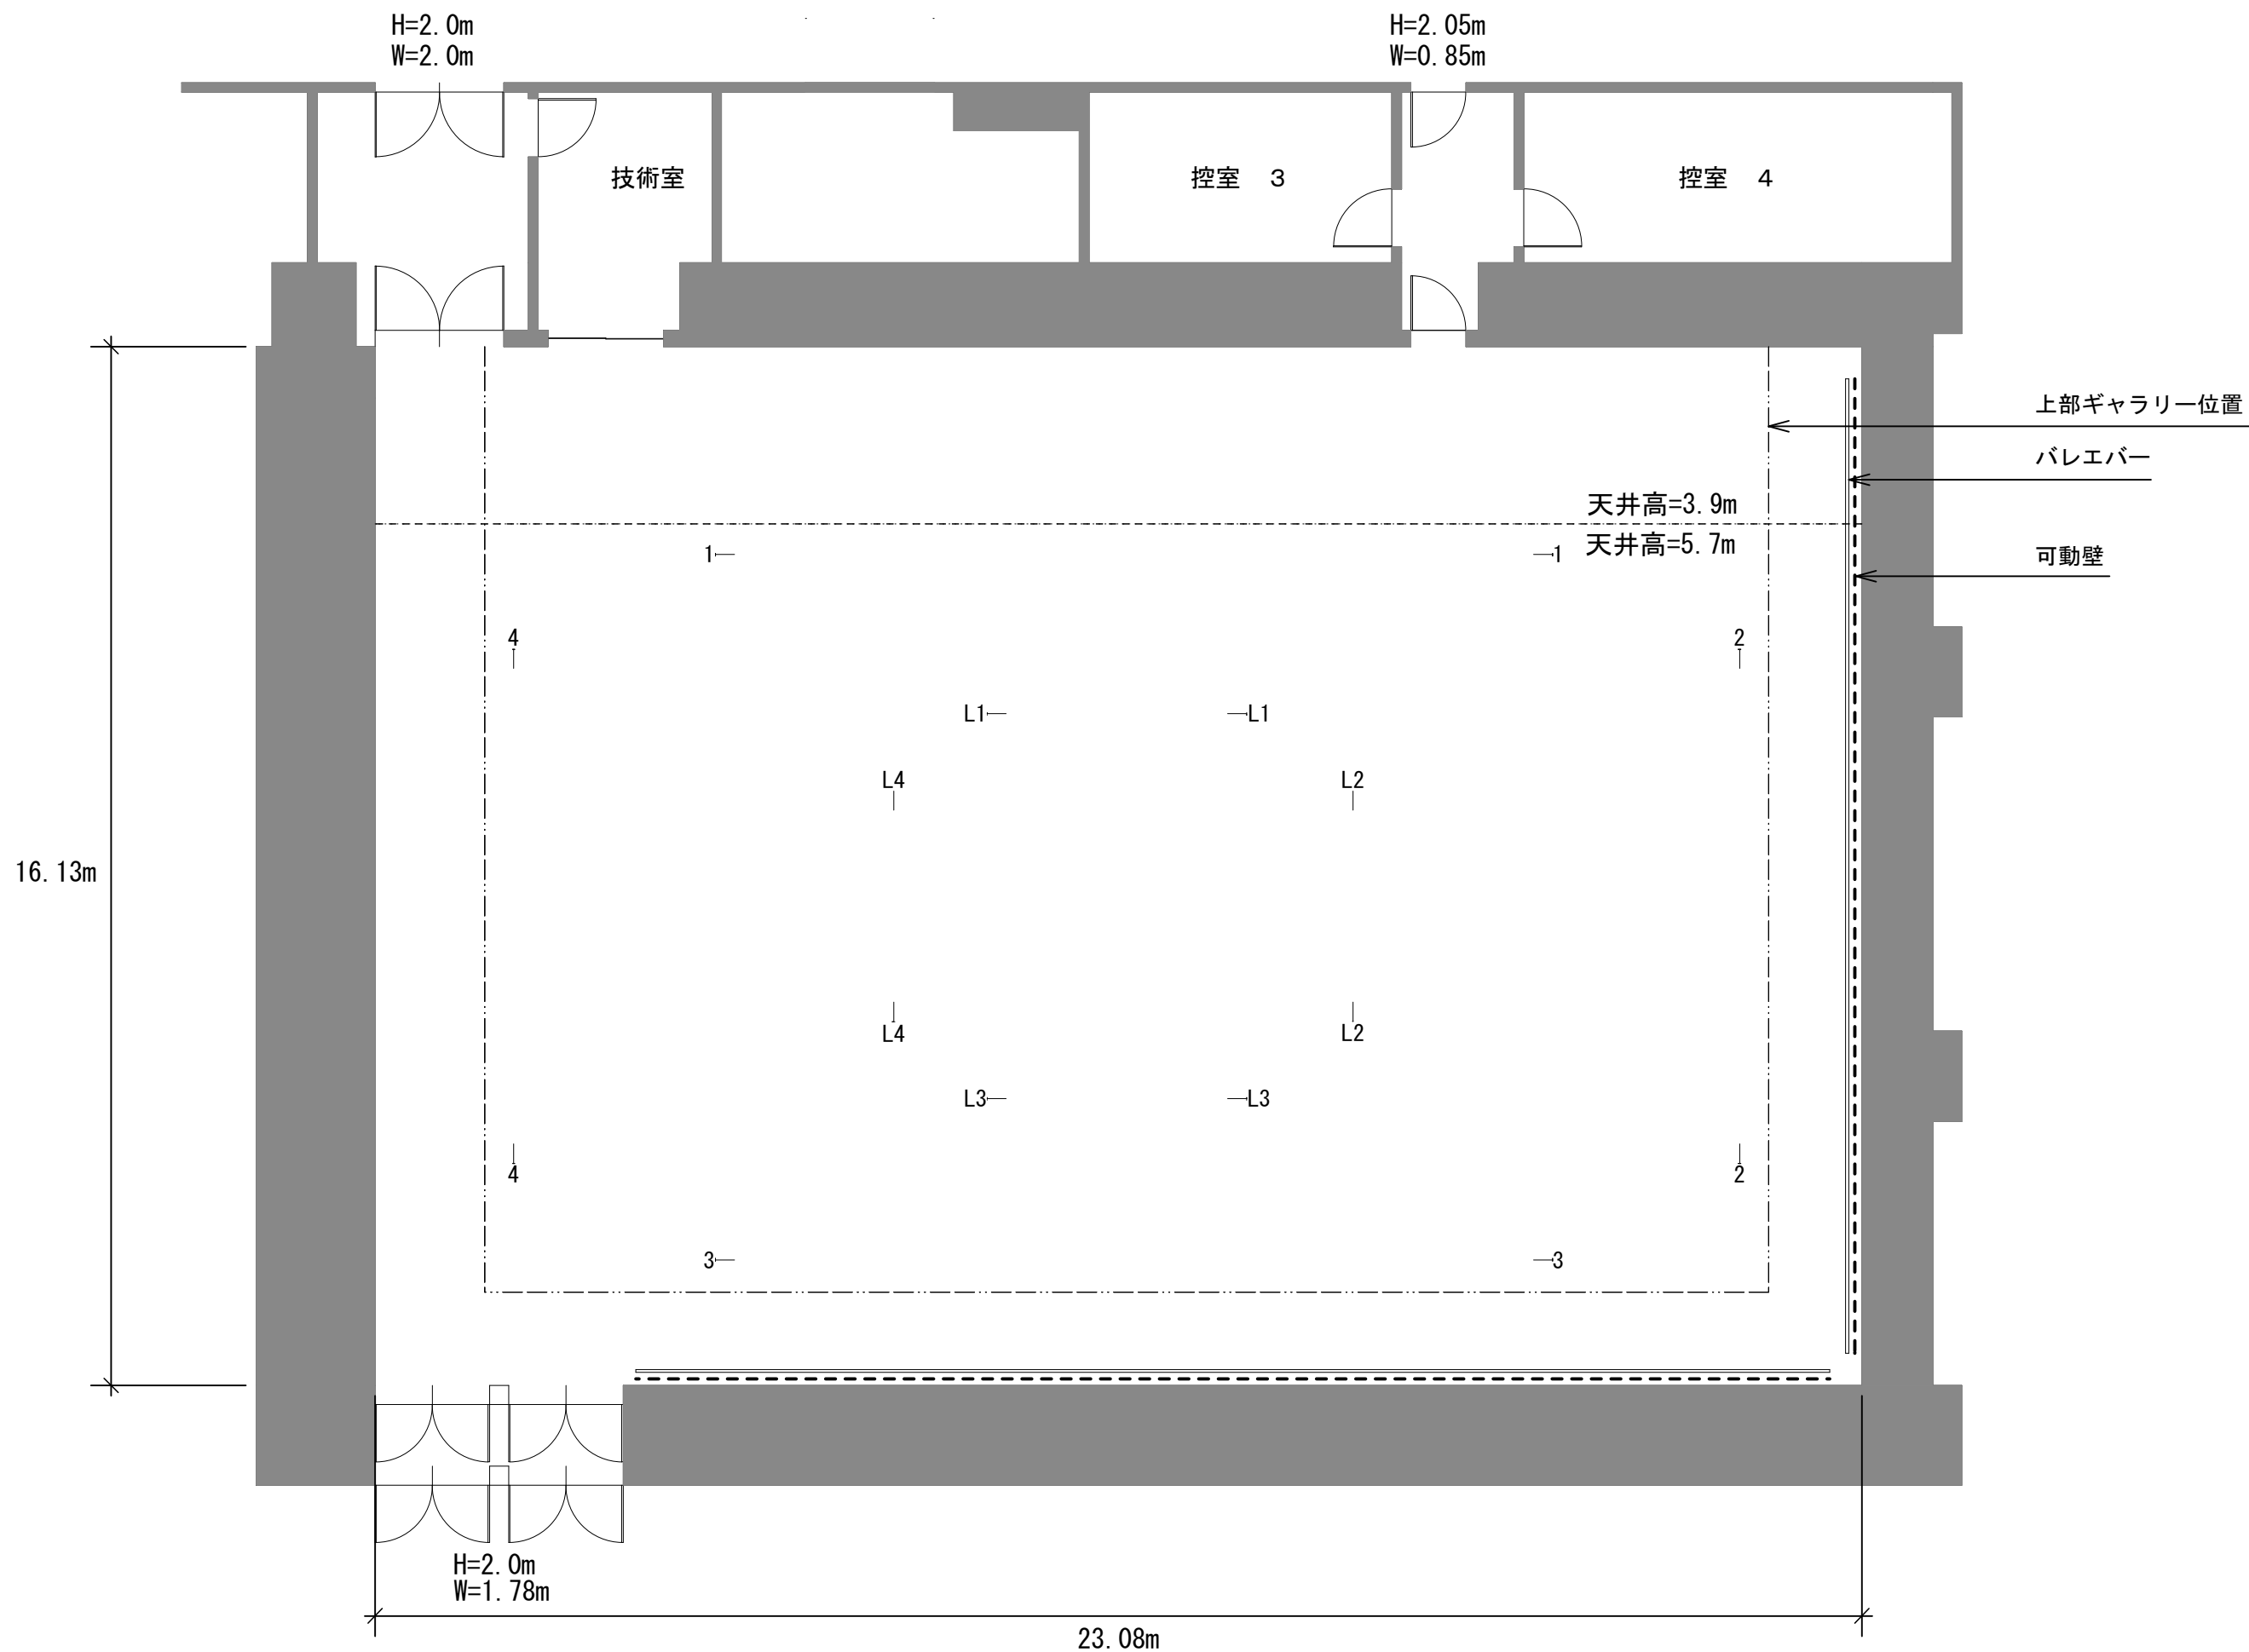 H=2.0m
W=2.0m
H=2.05m
W=0.85m
技術室
控室　３
控室　４
上部ギャラリー位置
バレエバー
天井高=3.9m
天井高=5.7m
可動壁
1
1
4
2
L1
L1
L4
L2
16.13m
L4
L2
L3
L3
4
2
3
3
H=2.0m
W=1.78m
23.08m